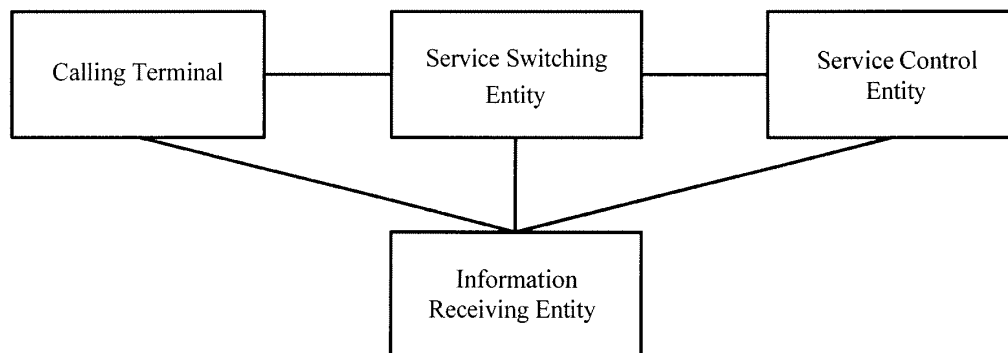 Calling Terminal
Service Switching
Entity
Service Control
Entity
Information
Receiving Entity